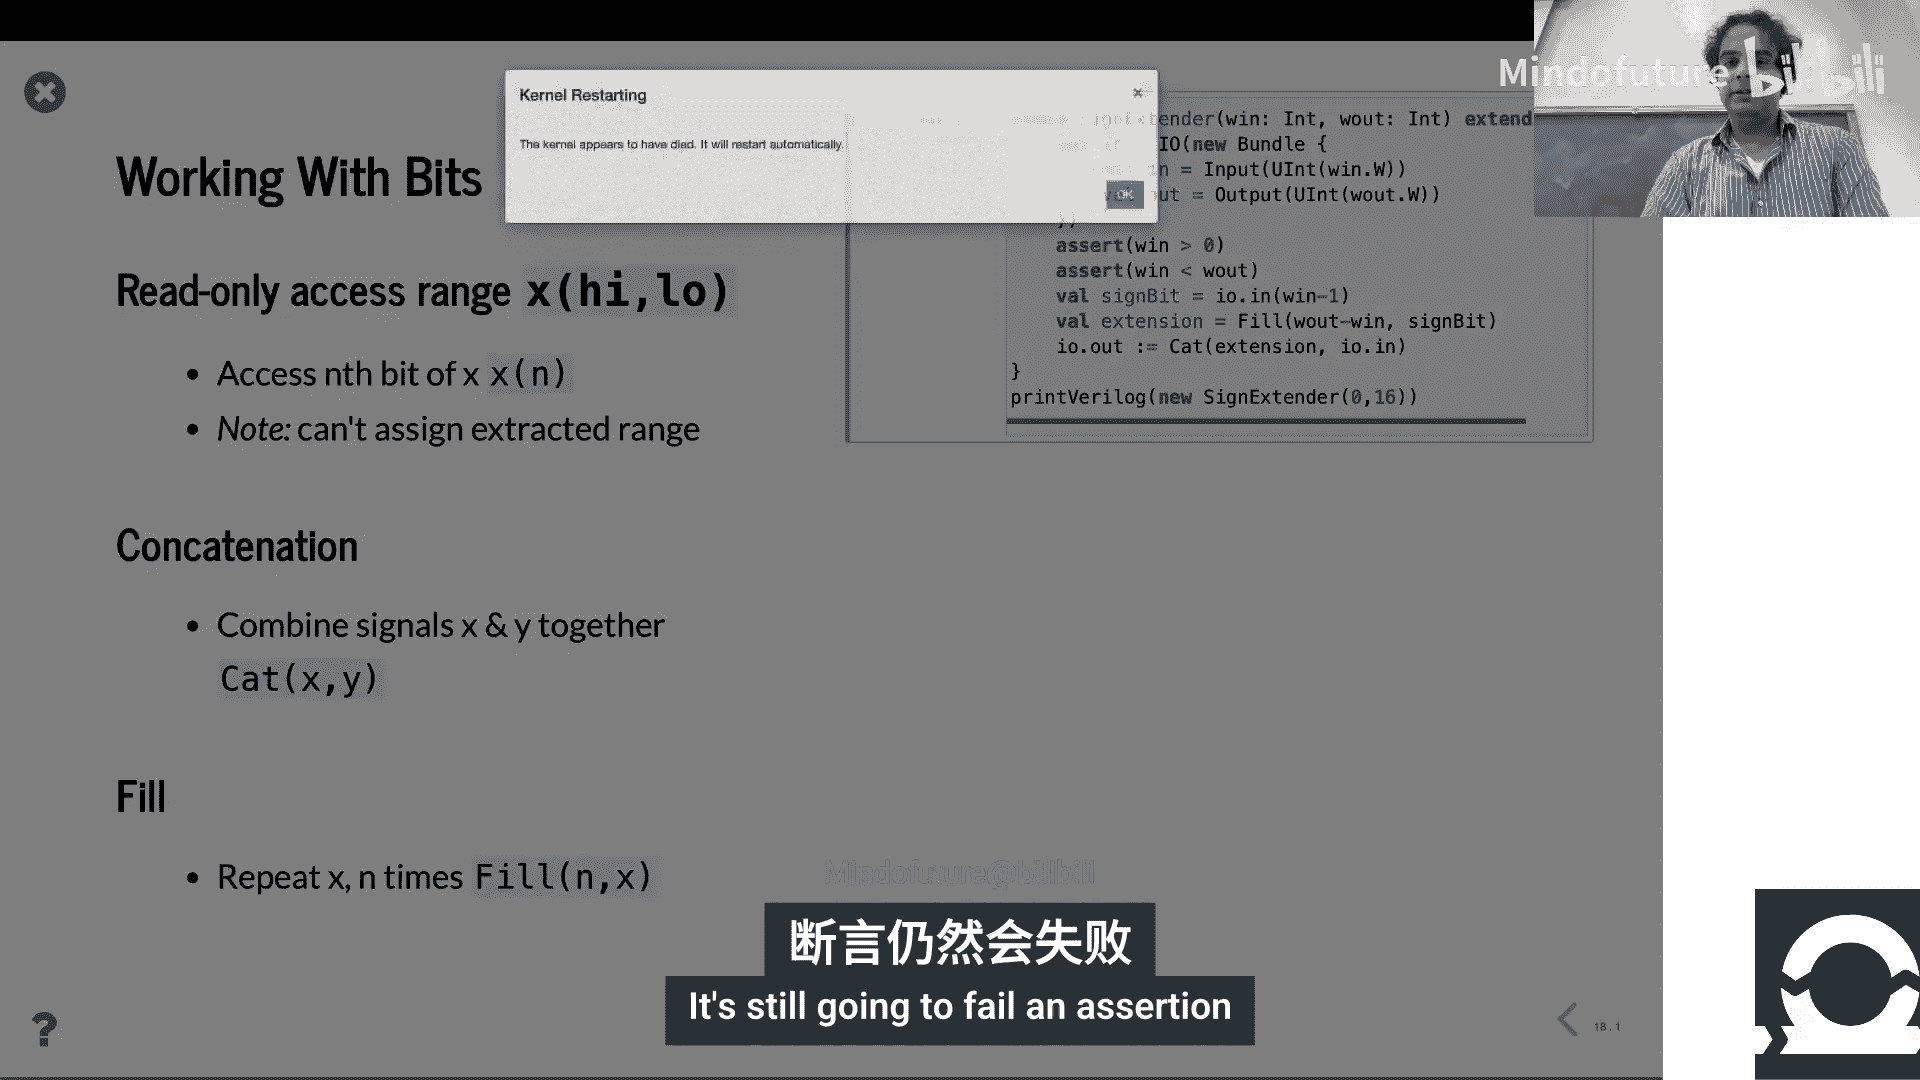 Mindofuture bilibili
Kernel Restarting
The kernel appears to have died. It will restart automatically.
OK
Working With Bits
Read-only access range x(hi,lo)
• Access nth bit of x x(n)
• Note: can't assign extracted range
Concatenation
• Combine signals x & y together
Cat(x,y)
Fill
• Repeat x, n times Fill(n,x)
tender(win: Int, wout: Int) extend
IO(new Bundle {
n = Input(UInt(win.W))
ut = Output(UInt(wout.W))
})
assert(win > 0)
assert(win < wout)
val signBit = io.in(win-1)
val extension = Fill(wout-win, signBit)
io.out := Cat(extension, io.in)
}
printVerilog(new SignExtender(0,16))
Mindofuture@bilibili
断言仍然会失败
It's still going to fail an assertion
?
18.1